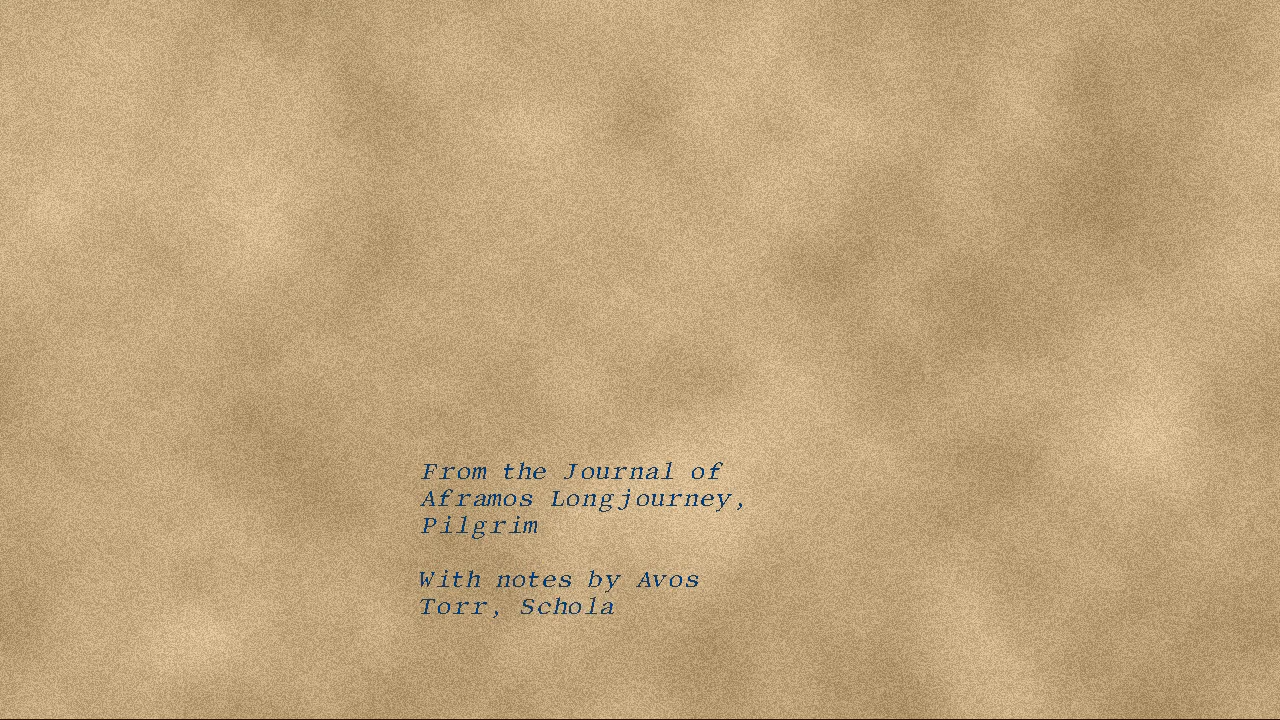 From the Journal of
Aframos Longjourney,
Pilgrim
With notes by Avos
Torr, Schola